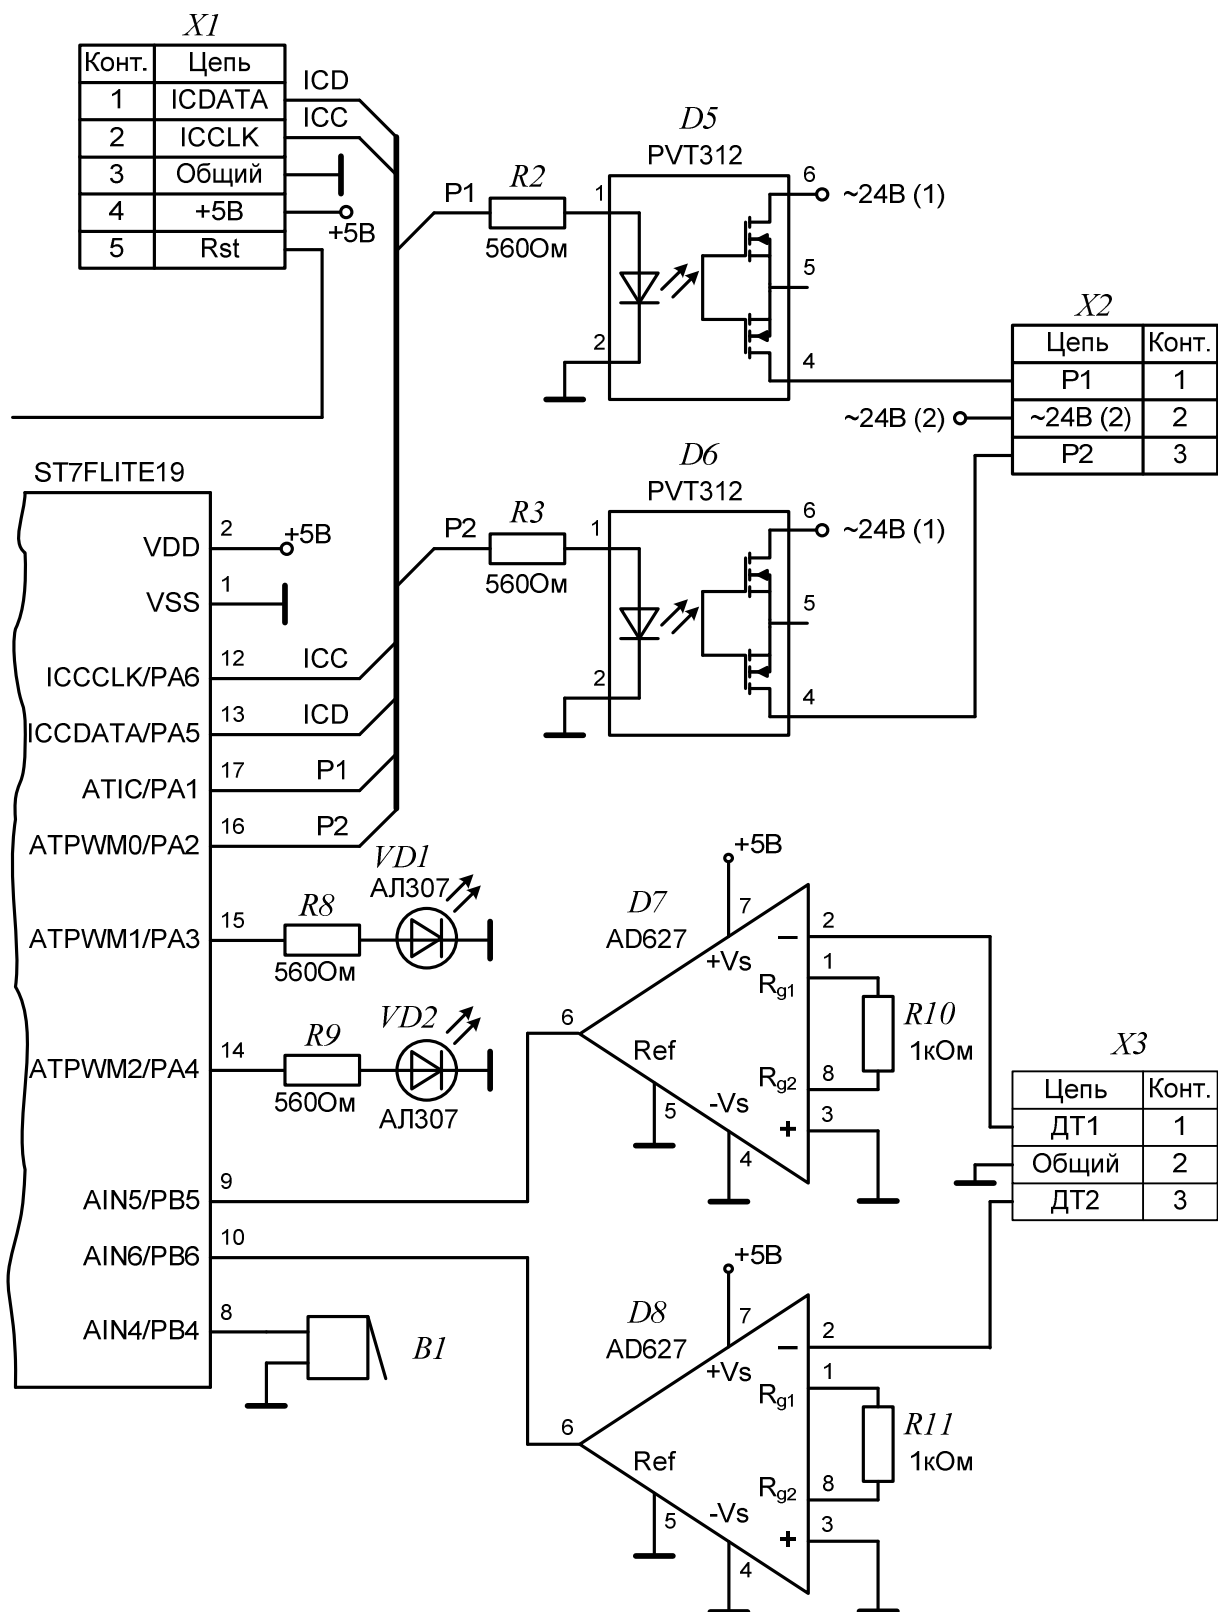 X1
Конт. Цепь
1 ICDATA ICD
2 ICCLK ICC
3 Общий
4 +5В +5В
5 Rst
D5
PVT312
P1 R2 560Ом
1 2 6 5 4
~24В (1)
X2
Цепь Конт.
P1 1
~24В (2) ~24В (2) 2
P2 3
D6
PVT312
P2 R3 560Ом
1 2 6 5 4
~24В (1)
ST7FLITE19
VDD 2 +5В
VSS 1
ICCCLK/PA6 12 ICC
ICCDATA/PA5 13 ICD
ATIC/PA1 17 P1
ATPWM0/PA2 16 P2
VD1
АЛ307
ATPWM1/PA3 15 R8 560Ом
VD2
ATPWM2/PA4 14 R9 560Ом
АЛ307
AIN5/PB5 9
AIN6/PB6 10
AIN4/PB4 8 B1
+5В
D7
AD627
7 +Vs
– 2
Rg1 1
6 Ref
R10
1кОм
Rg2 8
-Vs
5 4
+ 3
X3
Цепь Конт.
ДТ1 1
Общий 2
ДТ2 3
+5В
D8
AD627
7 +Vs
– 2
Rg1 1
6 Ref
R11
1кОм
Rg2 8
-Vs
5 4
+ 3